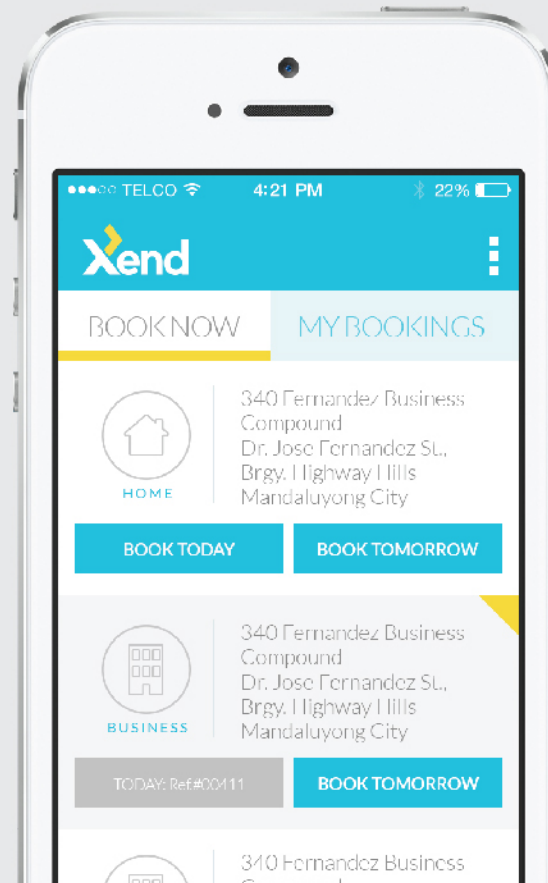 TELCO 4:21 PM 22%
Xend
BOOK NOW MY BOOKINGS
340 Fernandez Business
Compound
Dr. Jose Fernandez St.,
Brgy. Highway Hills
Mandaluyong City
HOME
BOOK TODAY BOOK TOMORROW
340 Fernandez Business
Compound
Dr. Jose Fernandez St.,
Brgy. Highway Hills
Mandaluyong City
BUSINESS
TODAY: Ref.#00411 BOOK TOMORROW
340 Fernandez Business